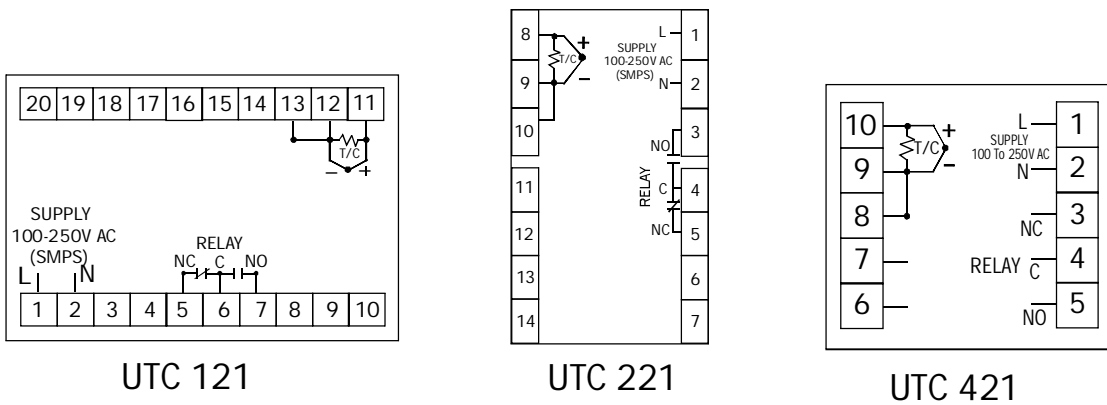 20 19 18 17 16 15 14 13 12 11
T/C
− +
SUPPLY
100-250V AC
(SMPS)
L N
RELAY
NC C NO
1 2 3 4 5 6 7 8 9 10
UTC 121
8
9
10
11
12
13
14
+
T/C
−
L
SUPPLY
100-250V AC
(SMPS)
N
NO
RELAY
C
NC
1
2
3
4
5
6
7
UTC 221
10
9
8
7
6
+
T/C
−
L
SUPPLY
100 To 250V AC
N
NC
RELAY C
NO
1
2
3
4
5
UTC 421